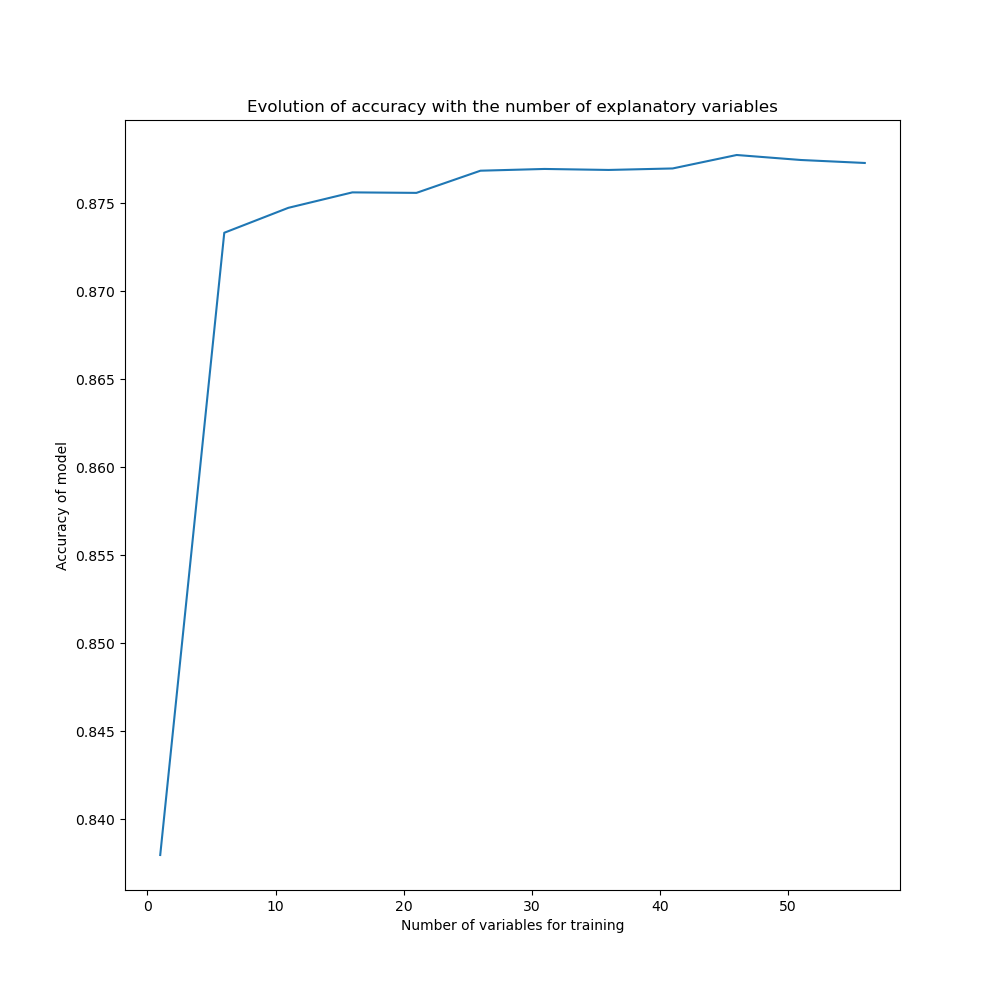 Evolution of accuracy with the number of explanatory variables
0.875
0.870
0.865
0.860
0.855
0.850
0.845
0.840
Accuracy of model
0 10 20 30 40 50
Number of variables for training